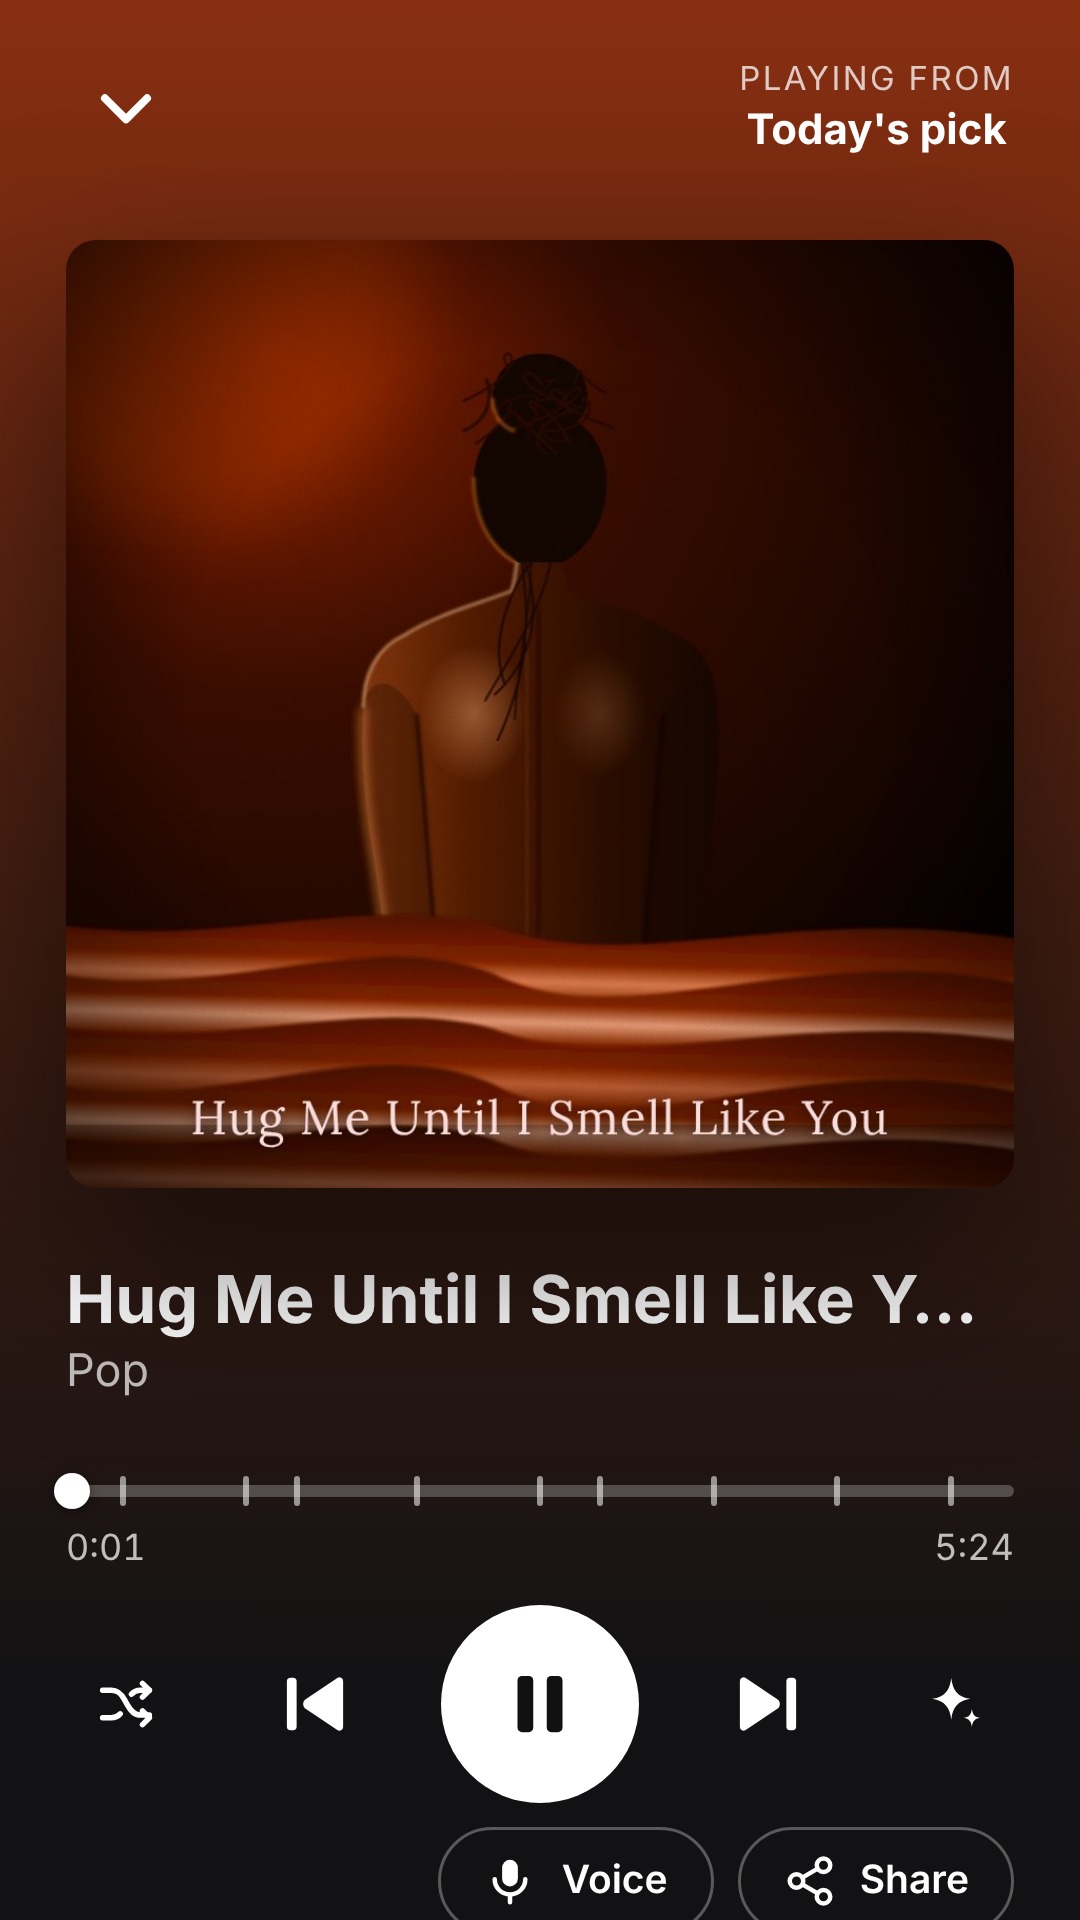 PLAYING FROM
Today's pick
Hug Me Until I Smell Like You
Hug Me Until I Smell Like Y...
Pop
0:01
5:24
Voice
Share